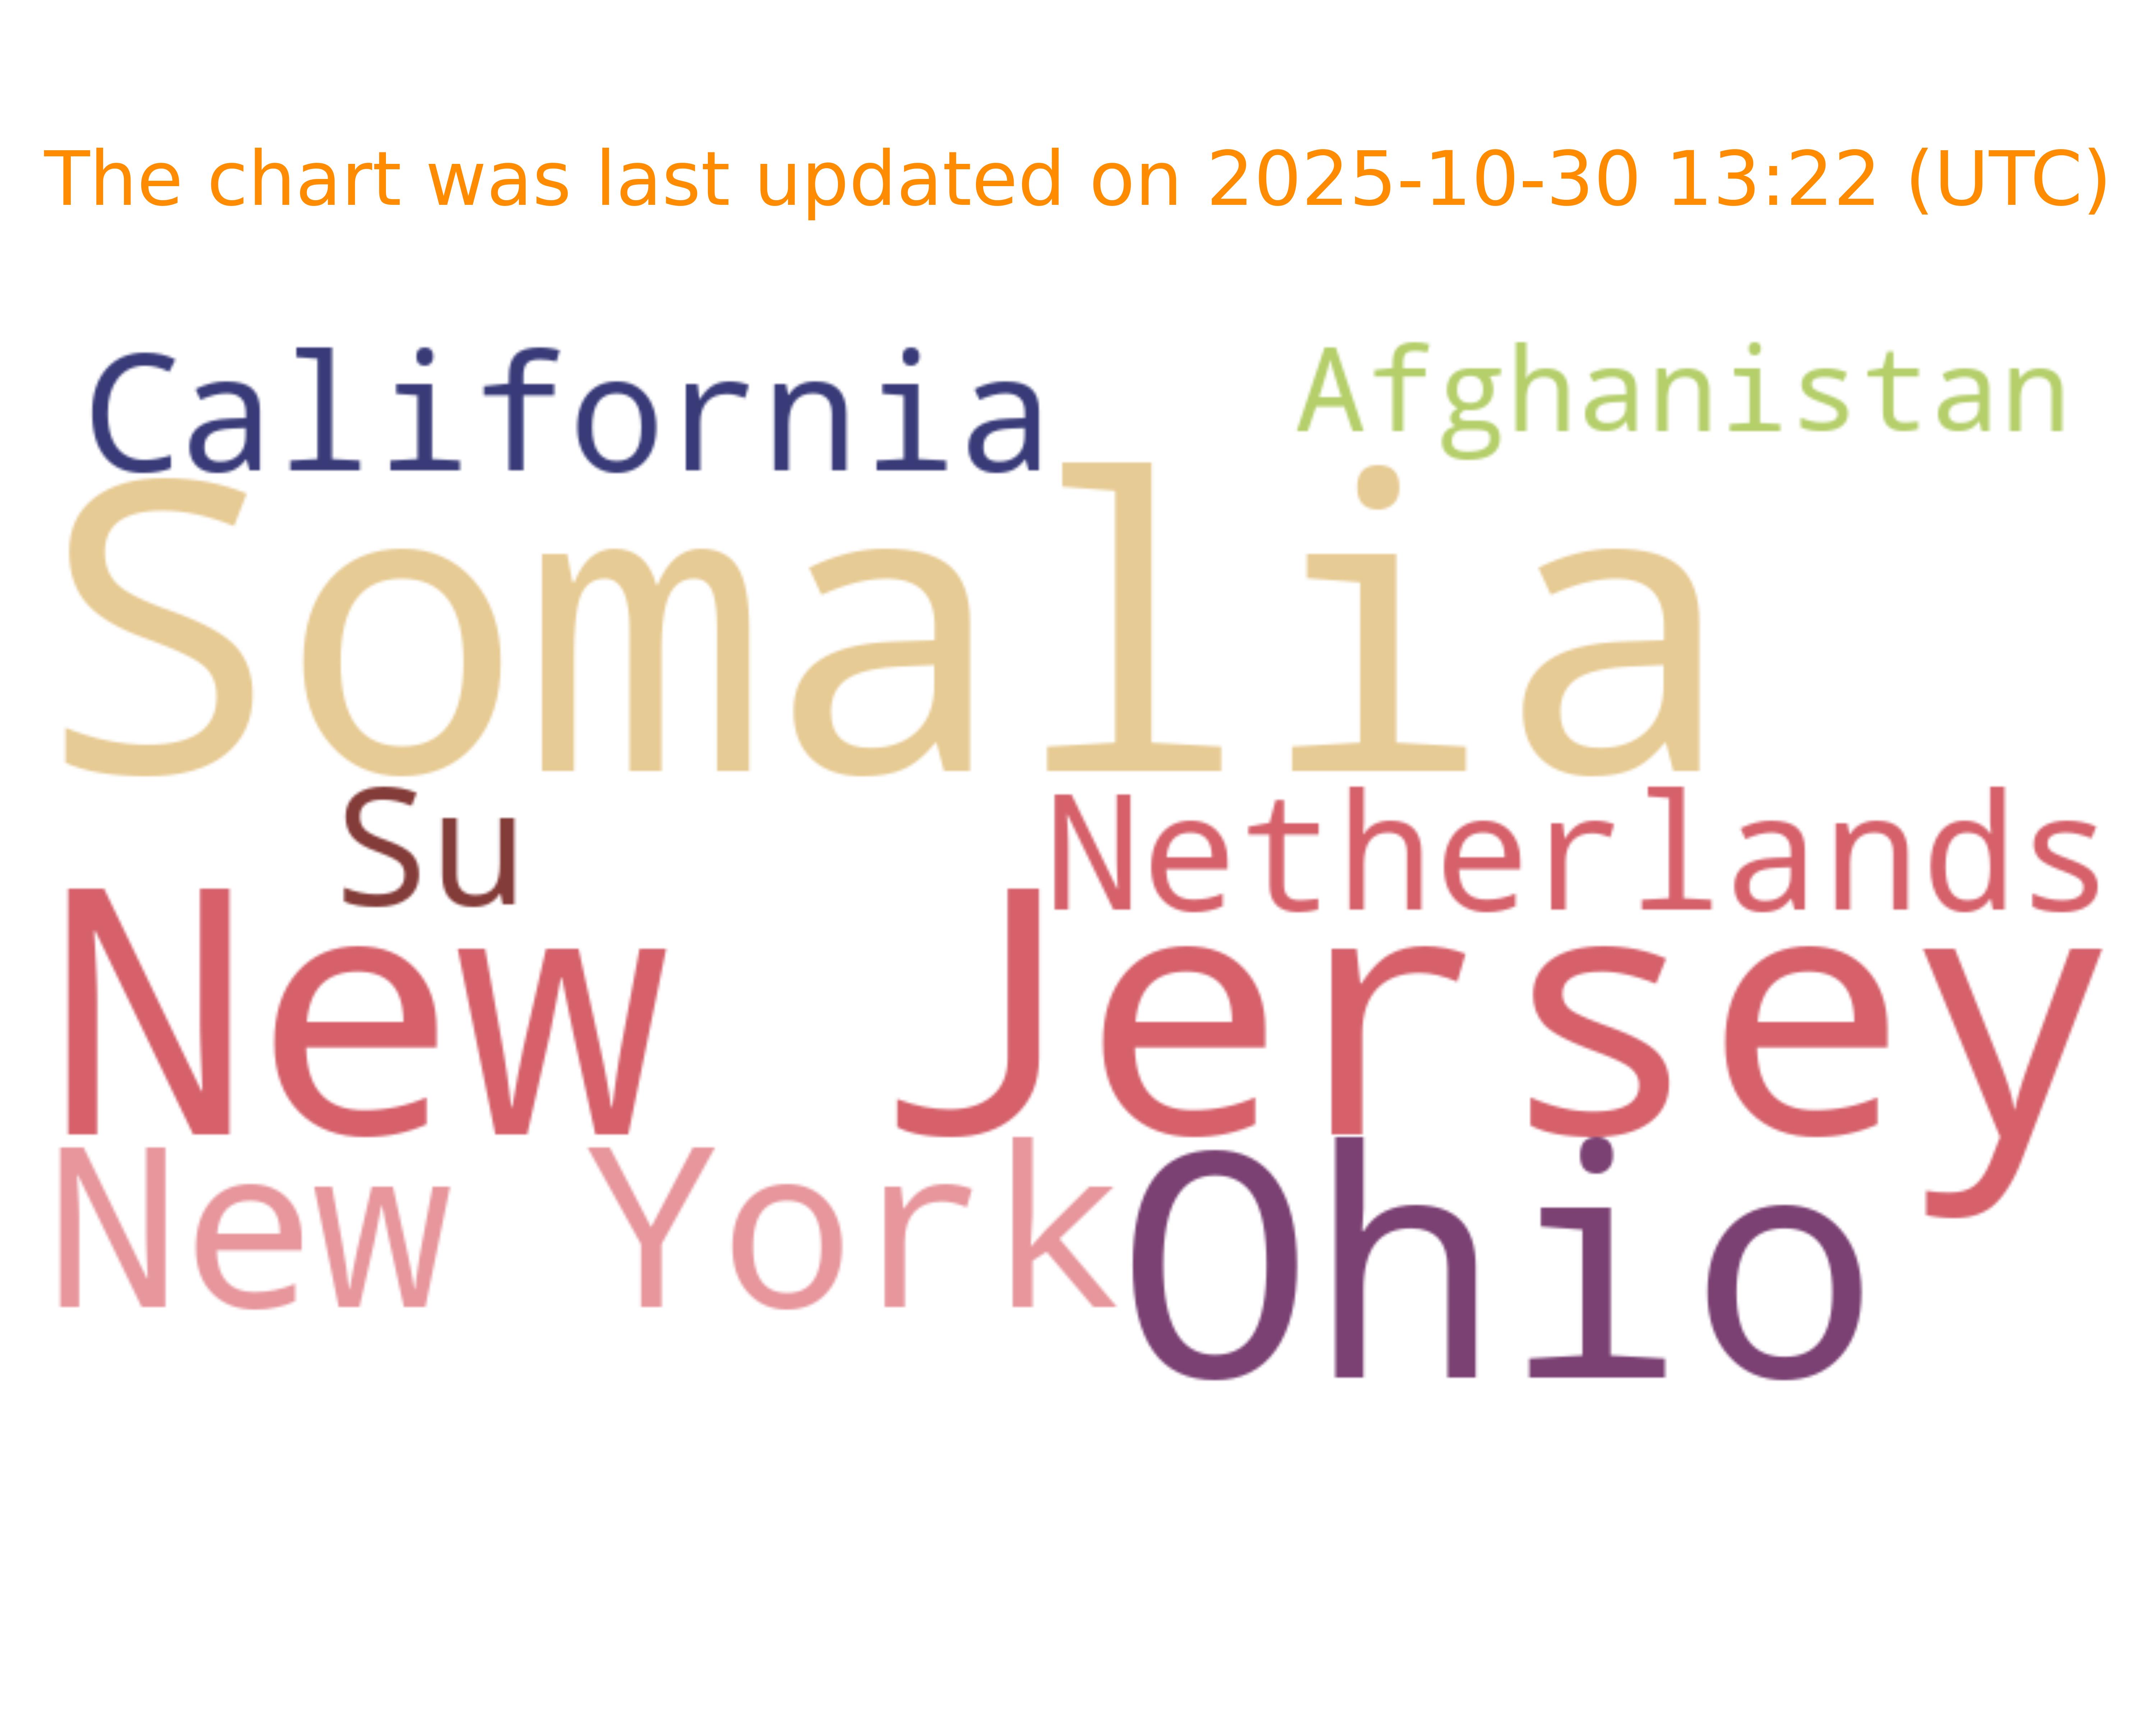 The chart was last updated on 2025-10-30 13:22 (UTC)
California Afghanistan
Somalia
Su Netherlands
New Jersey
New York Ohio